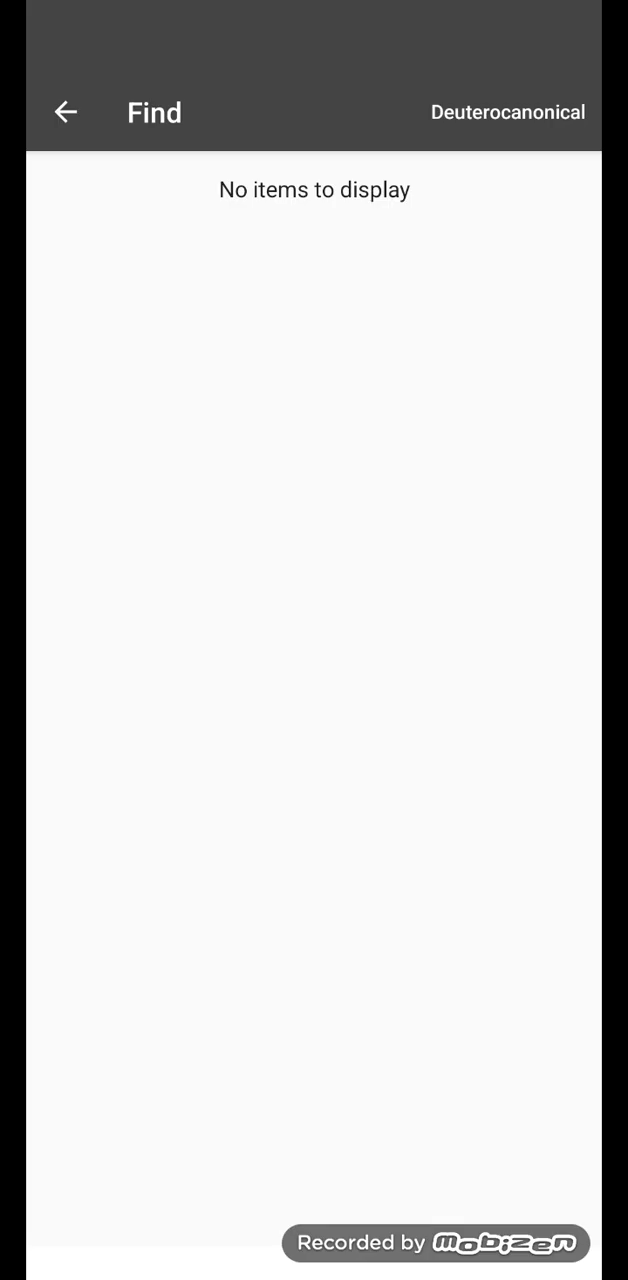 Find
Deuterocanonical
No items to display
Recorded by mobizen